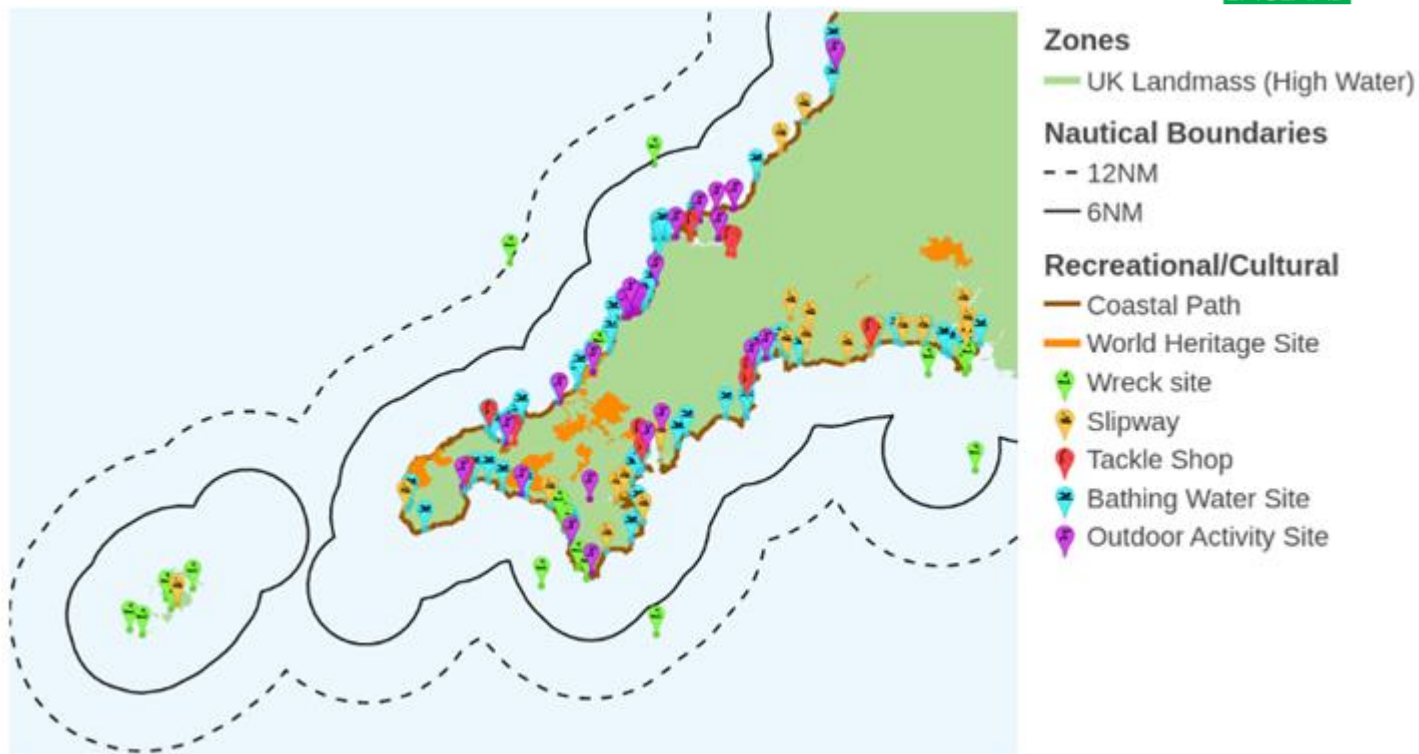 Zones
UK Landmass (High Water)
Nautical Boundaries
12NM
6NM
Recreational/Cultural
Coastal Path
World Heritage Site
Wreck site
Slipway
Tackle Shop
Bathing Water Site
Outdoor Activity Site